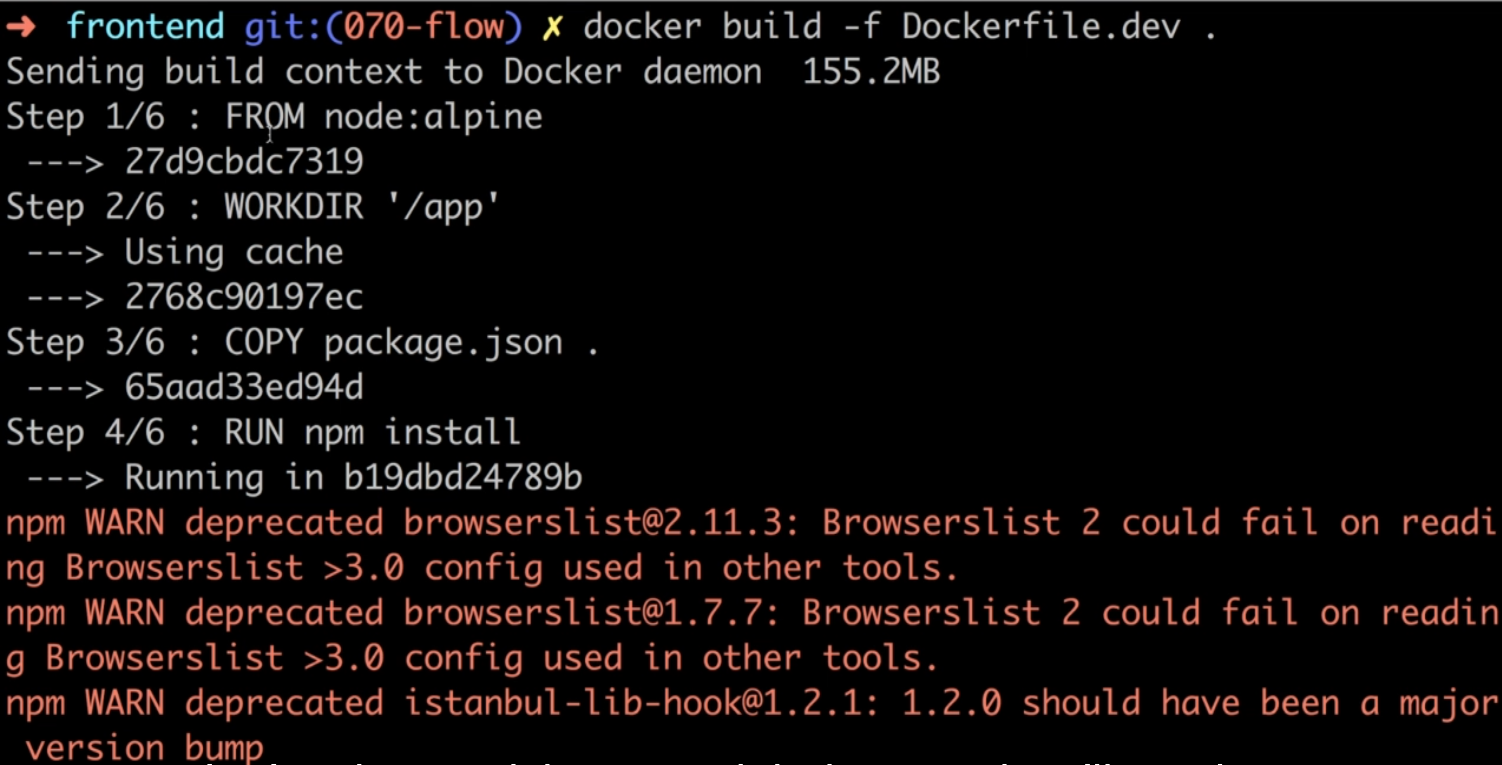 ➜ frontend git:(070-flow) ✗ docker build -f Dockerfile.dev .
Sending build context to Docker daemon  155.2MB
Step 1/6 : FROM node:alpine
 ---> 27d9cbdc7319
Step 2/6 : WORKDIR '/app'
 ---> Using cache
 ---> 2768c90197ec
Step 3/6 : COPY package.json .
 ---> 65aad33ed94d
Step 4/6 : RUN npm install
 ---> Running in b19dbd24789b
npm WARN deprecated browserslist@2.11.3: Browserslist 2 could fail on readi
ng Browserslist >3.0 config used in other tools.
npm WARN deprecated browserslist@1.7.7: Browserslist 2 could fail on readin
g Browserslist >3.0 config used in other tools.
npm WARN deprecated istanbul-lib-hook@1.2.1: 1.2.0 should have been a major
 version bump